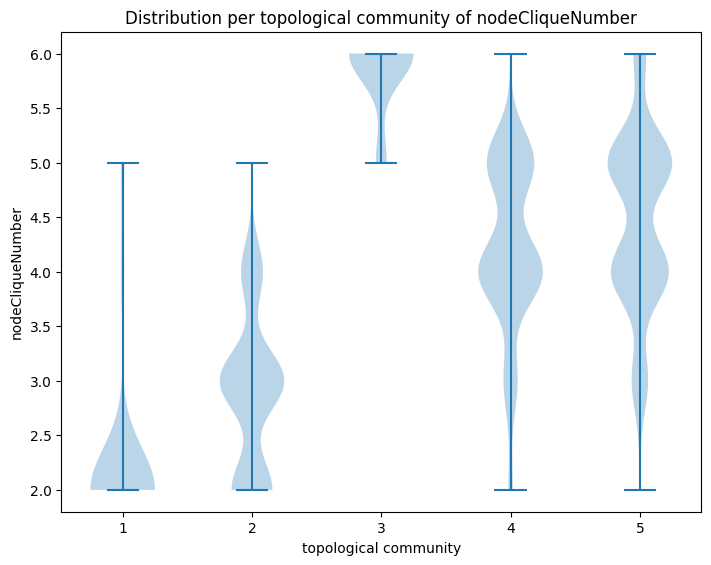 Distribution per topological community of nodeCliqueNumber
6.0
5.5
5.0
4.5
4.0
3.5
3.0
2.5
2.0
nodeCliqueNumber
1 2 3 4 5
topological community